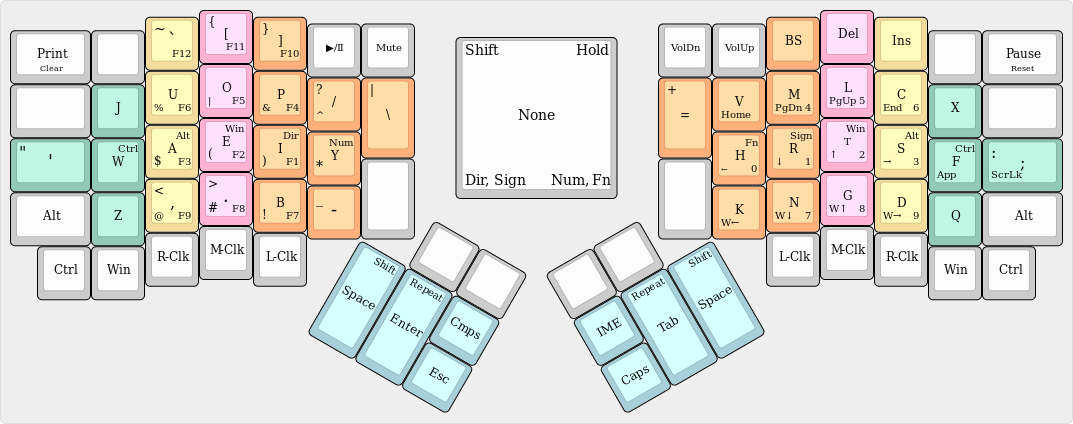 Print
Clear
~ 、
F12
{
[
F11
}
]
F10
▶/II
Mute
J
U
% F6
O
| F5
P
& F4
?
/
^
|
\
"
'
Ctrl
W
Alt
A
$ F3
Win
E
( F2
Dir
I
) F1
Num
Y
*
Alt
Z
<
,
@ F9
>
.
# F8
B
! F7
_
-
Ctrl
Win
R-Clk
M-Clk
L-Clk
Shift
Space
Repeat
Enter
Cmps
Esc
Shift Hold
None
Dir, Sign Num, Fn
VolDn
VolUp
BS
Del
Ins
Pause
Reset
+
=
V
Home
M
PgDn 4
L
PgUp 5
C
End 6
X
Fn
H
← 0
Sign
R
↓ 1
Win
T
↑ 2
Alt
S
→ 3
Ctrl
F
App
:
;
ScrLk
K
W←
N
W↓ 7
G
W↑ 8
D
W→ 9
Q
Alt
L-Clk
M-Clk
R-Clk
Win
Ctrl
IME
Caps
Repeat
Tab
Shift
Space